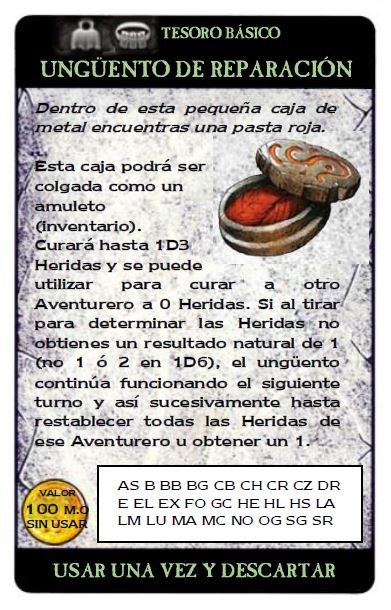 TESORO BÁSICO
UNGÜENTO DE REPARACIÓN
Dentro de esta pequeña caja de
metal encuentras una pasta roja.
Esta caja podrá ser
colgada como un
amuleto
(inventario).
Curará hasta 1D3
Heridas y se puede
utilizar para curar a otro
Aventurero a 0 Heridas. Si al tirar
para determinar las Heridas no
obtienes un resultado natural de 1
(no 1 ó 2 en 1D6), el ungüento
continúa funcionando el siguiente
turno y así sucesivamente hasta
restablecer todas las Heridas de
ese Aventurero u obtener un 1.
VALOR
100 M.O
SIN USAR
AS B BB BG CB CH CR CZ DR
E EL EX FO GC HE HL HS LA
LM LU MA MC NO OG SG SR
USAR UNA VEZ Y DESCARTAR